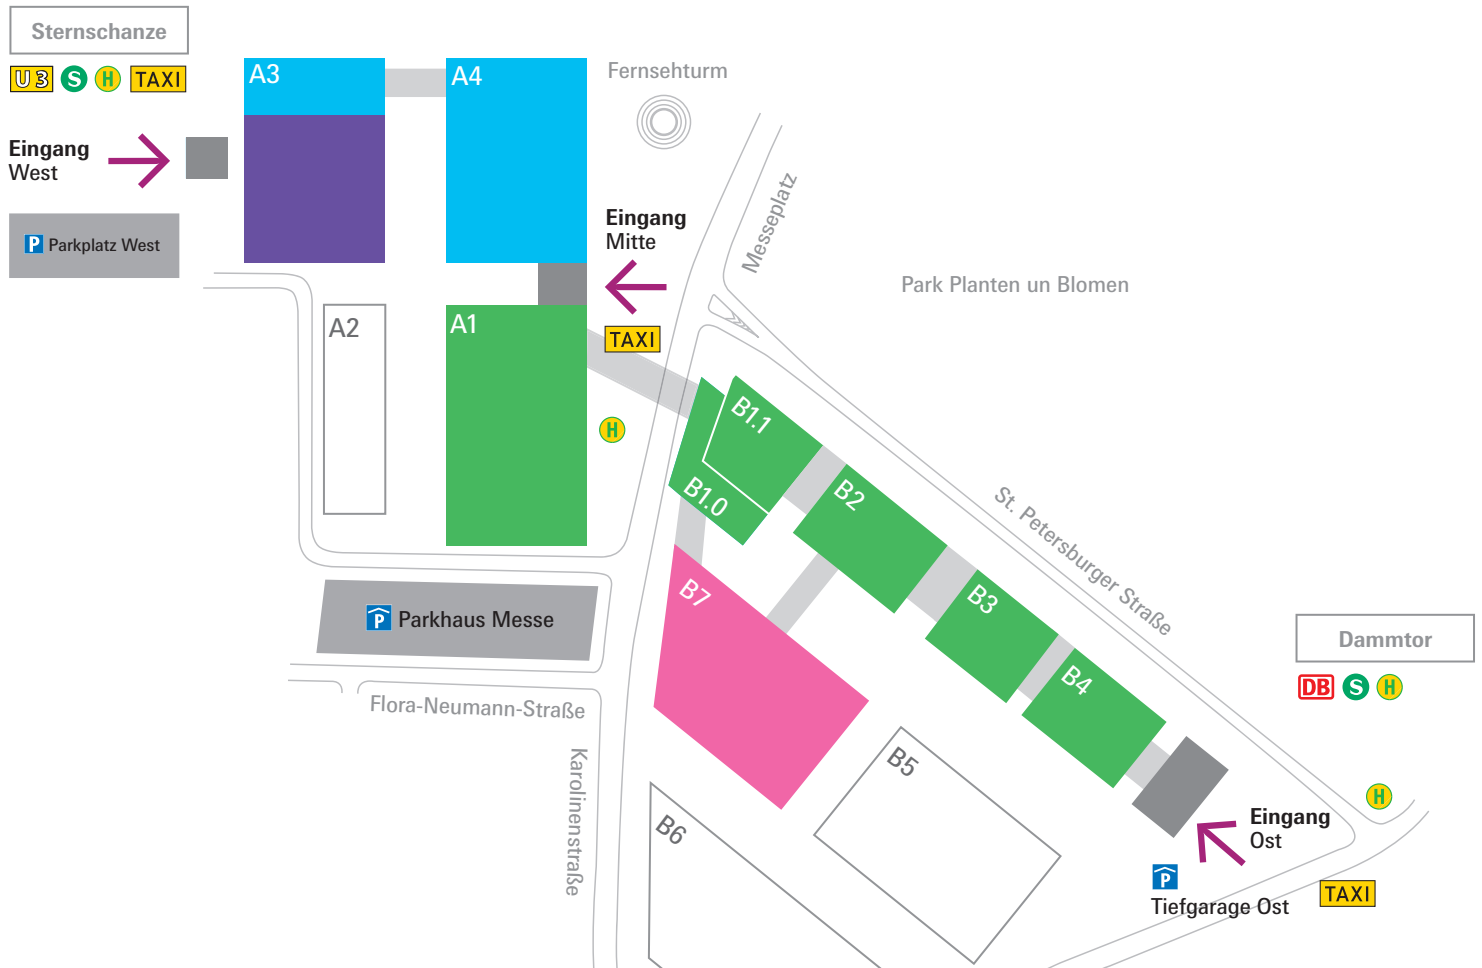 Sternschanze
U3 S H TAXI
Eingang
West
P Parkplatz West
A3
A4
Fernsehturm
Messeplatz
Eingang
Mitte
TAXI
Park Planten un Blomen
A2
A1
H
B1.1
B1.0
B2
B3
B4
St. Petersburger Straße
B7
P Parkhaus Messe
Flora-Neumann-Straße
Karolinenstraße
B5
B6
Dammtor
DB S H
H
Eingang
Ost
P
Tiefgarage Ost
TAXI